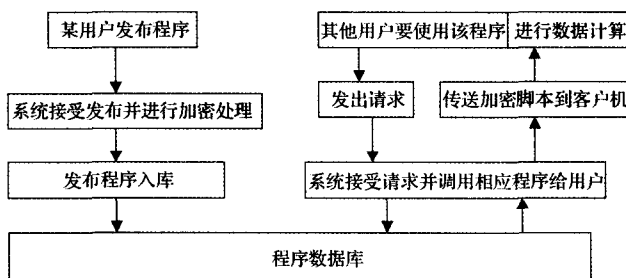 某用户发布程序
其他用户要使用该程序
进行数据计算
系统接受发布并进行加密处理
发出请求
传送加密脚本到客户机
发布程序入库
系统接受请求并调用相应程序给用户
程序数据库